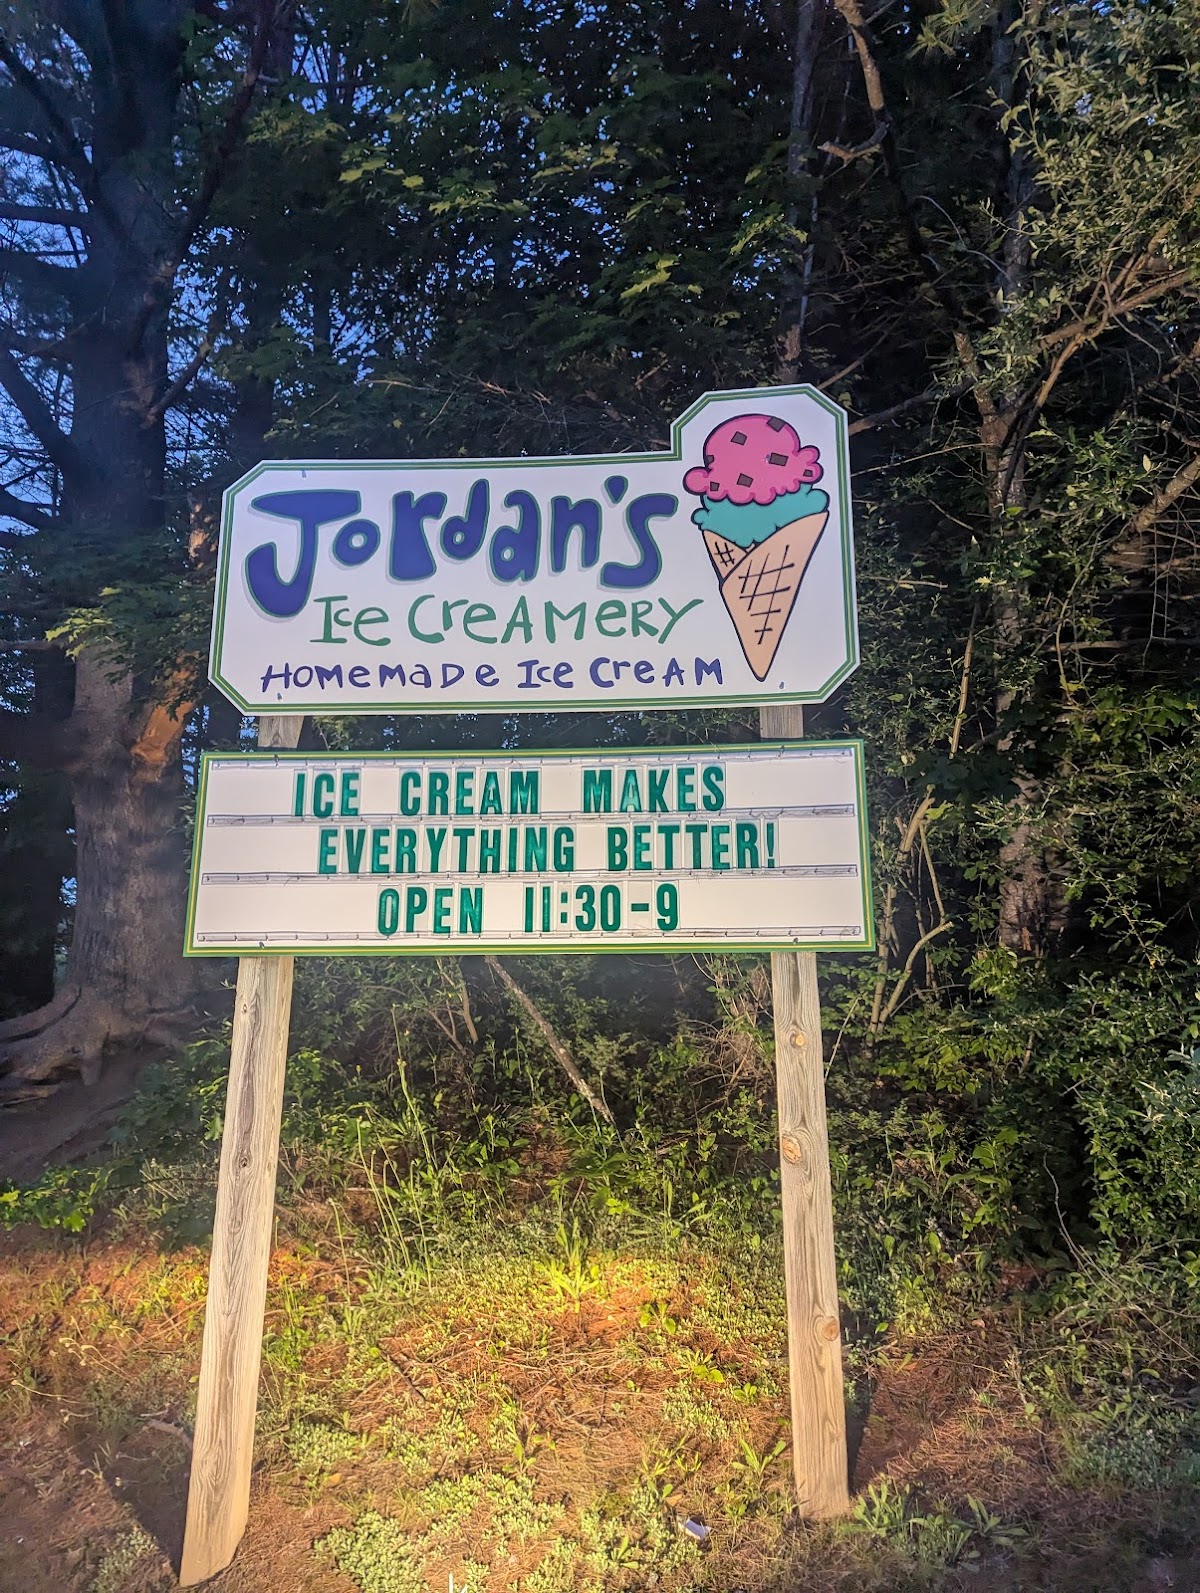 Jordan's
Ice Creamery
Homemade Ice Cream
ICE CREAM MAKES
EVERYTHING BETTER!
OPEN 11:30-9